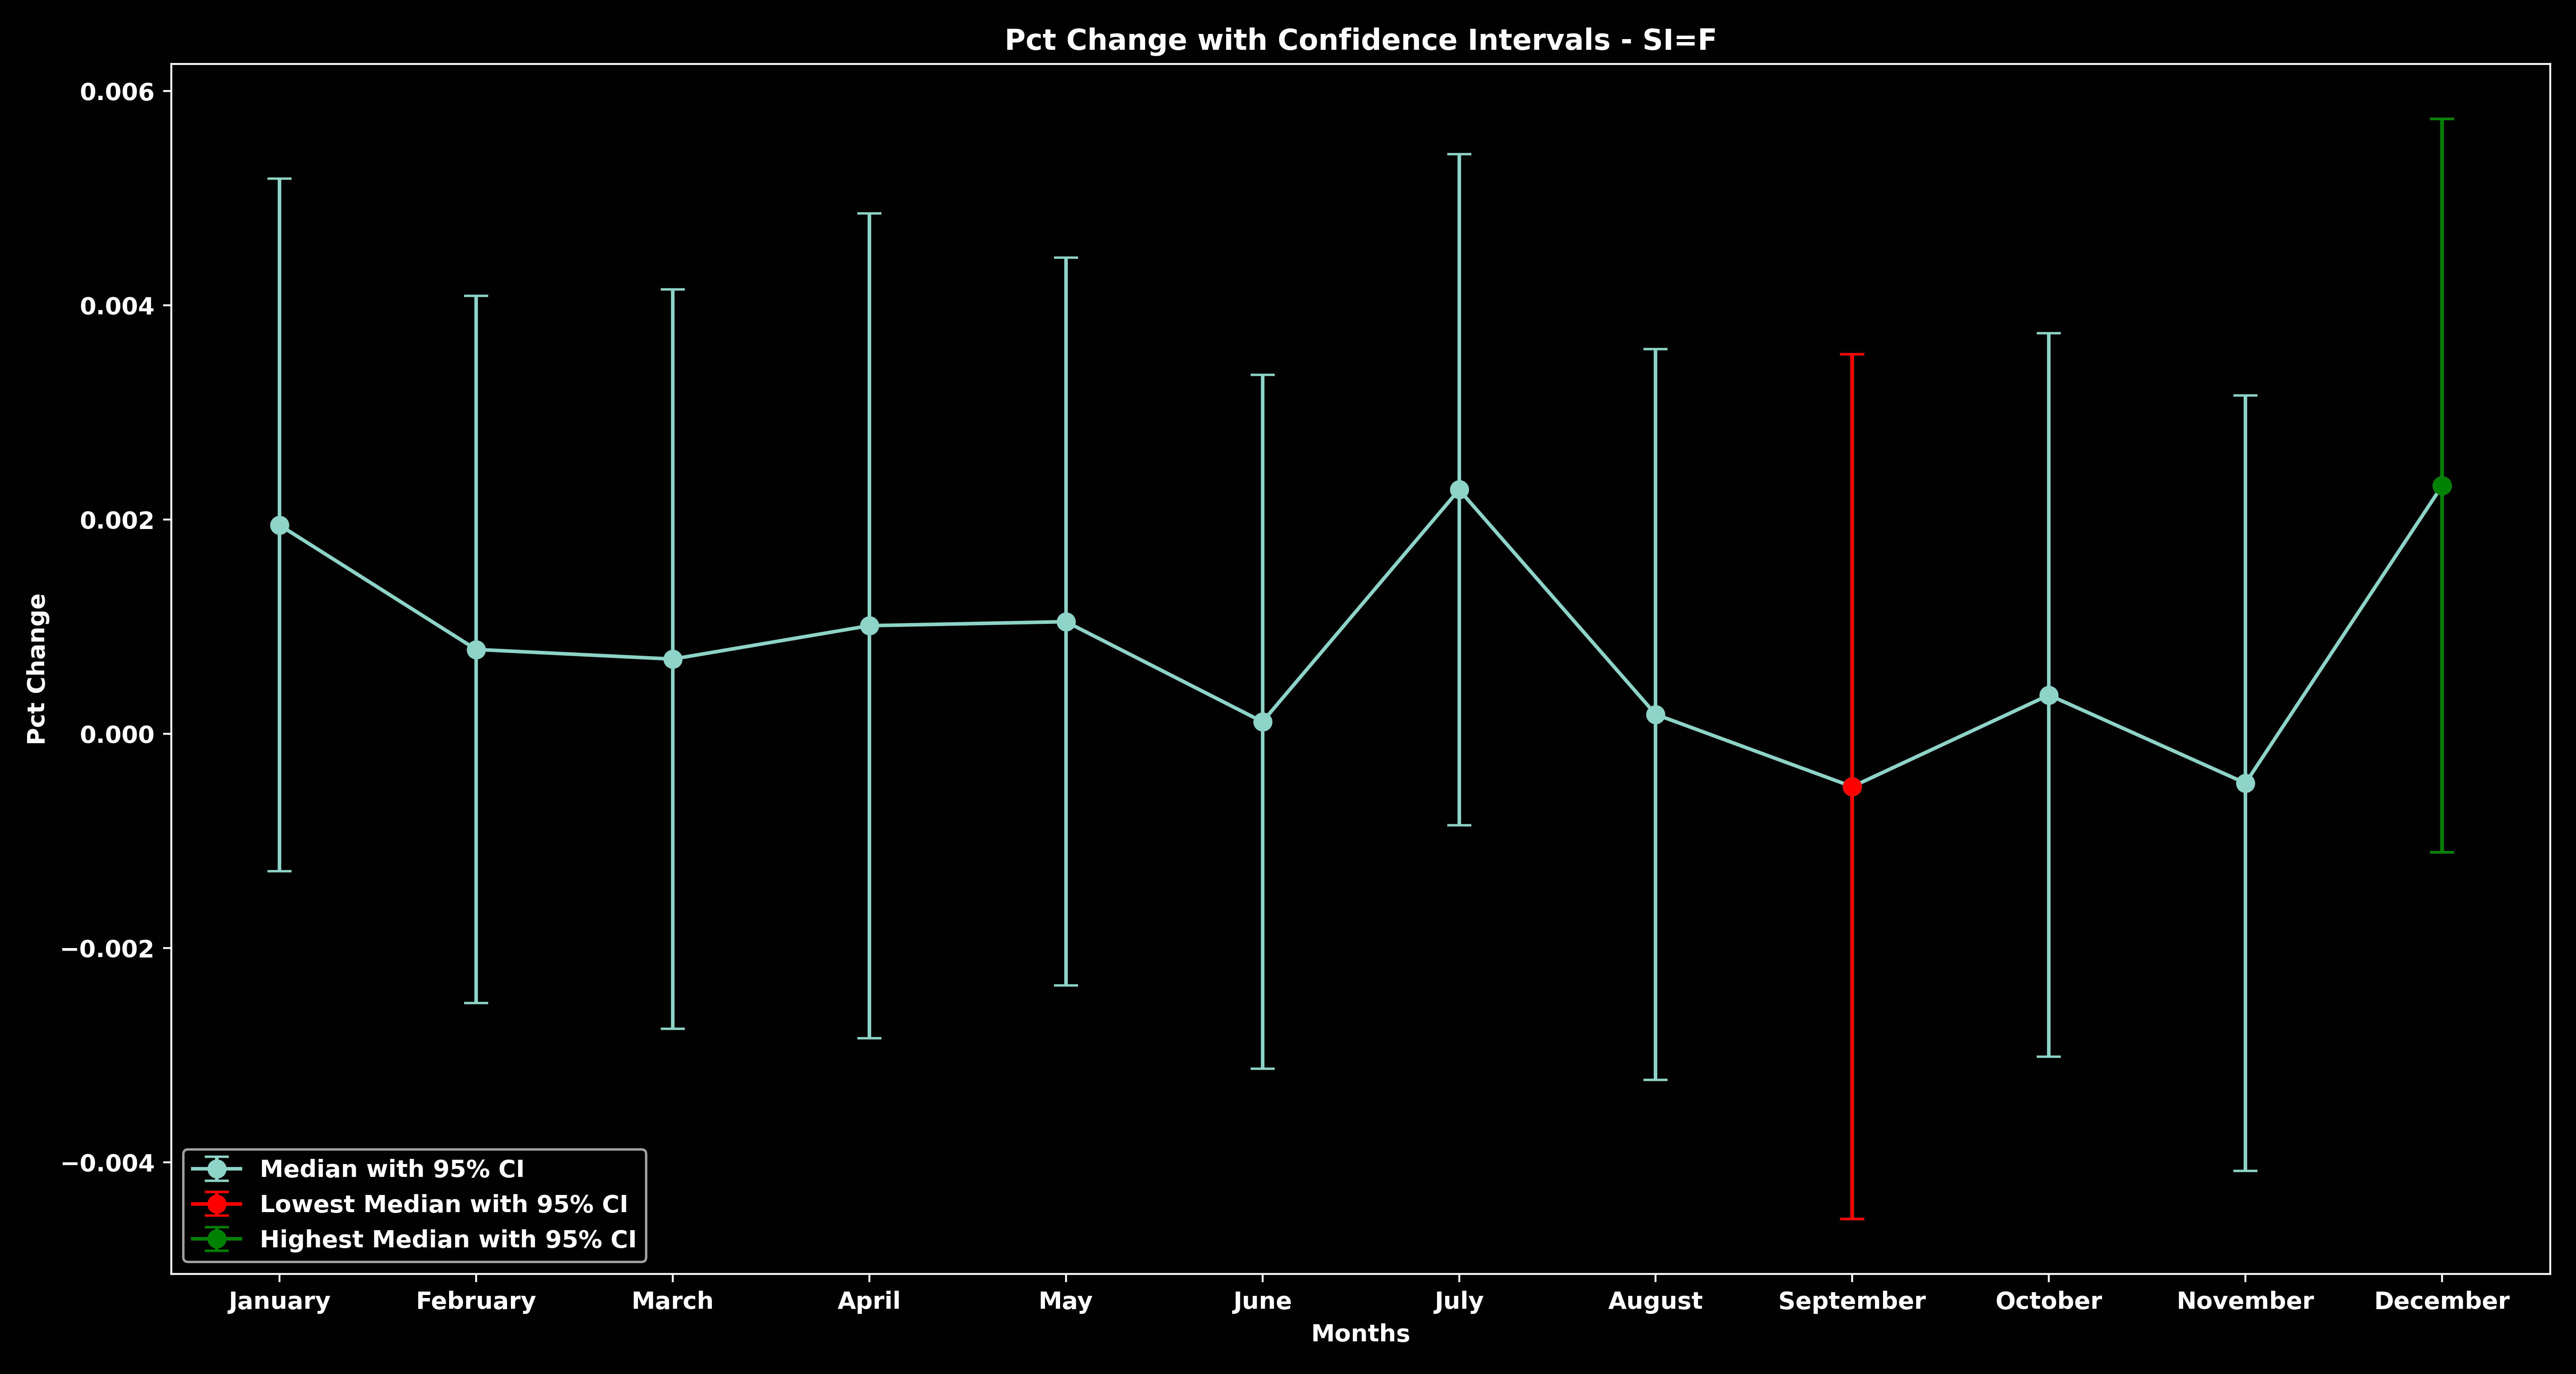 Pct Change with Confidence Intervals - SI=F
Pct Change
0.006
0.004
0.002
0.000
−0.002
−0.004
Median with 95% CI
Lowest Median with 95% CI
Highest Median with 95% CI
January February March April May June July August September October November December
Months